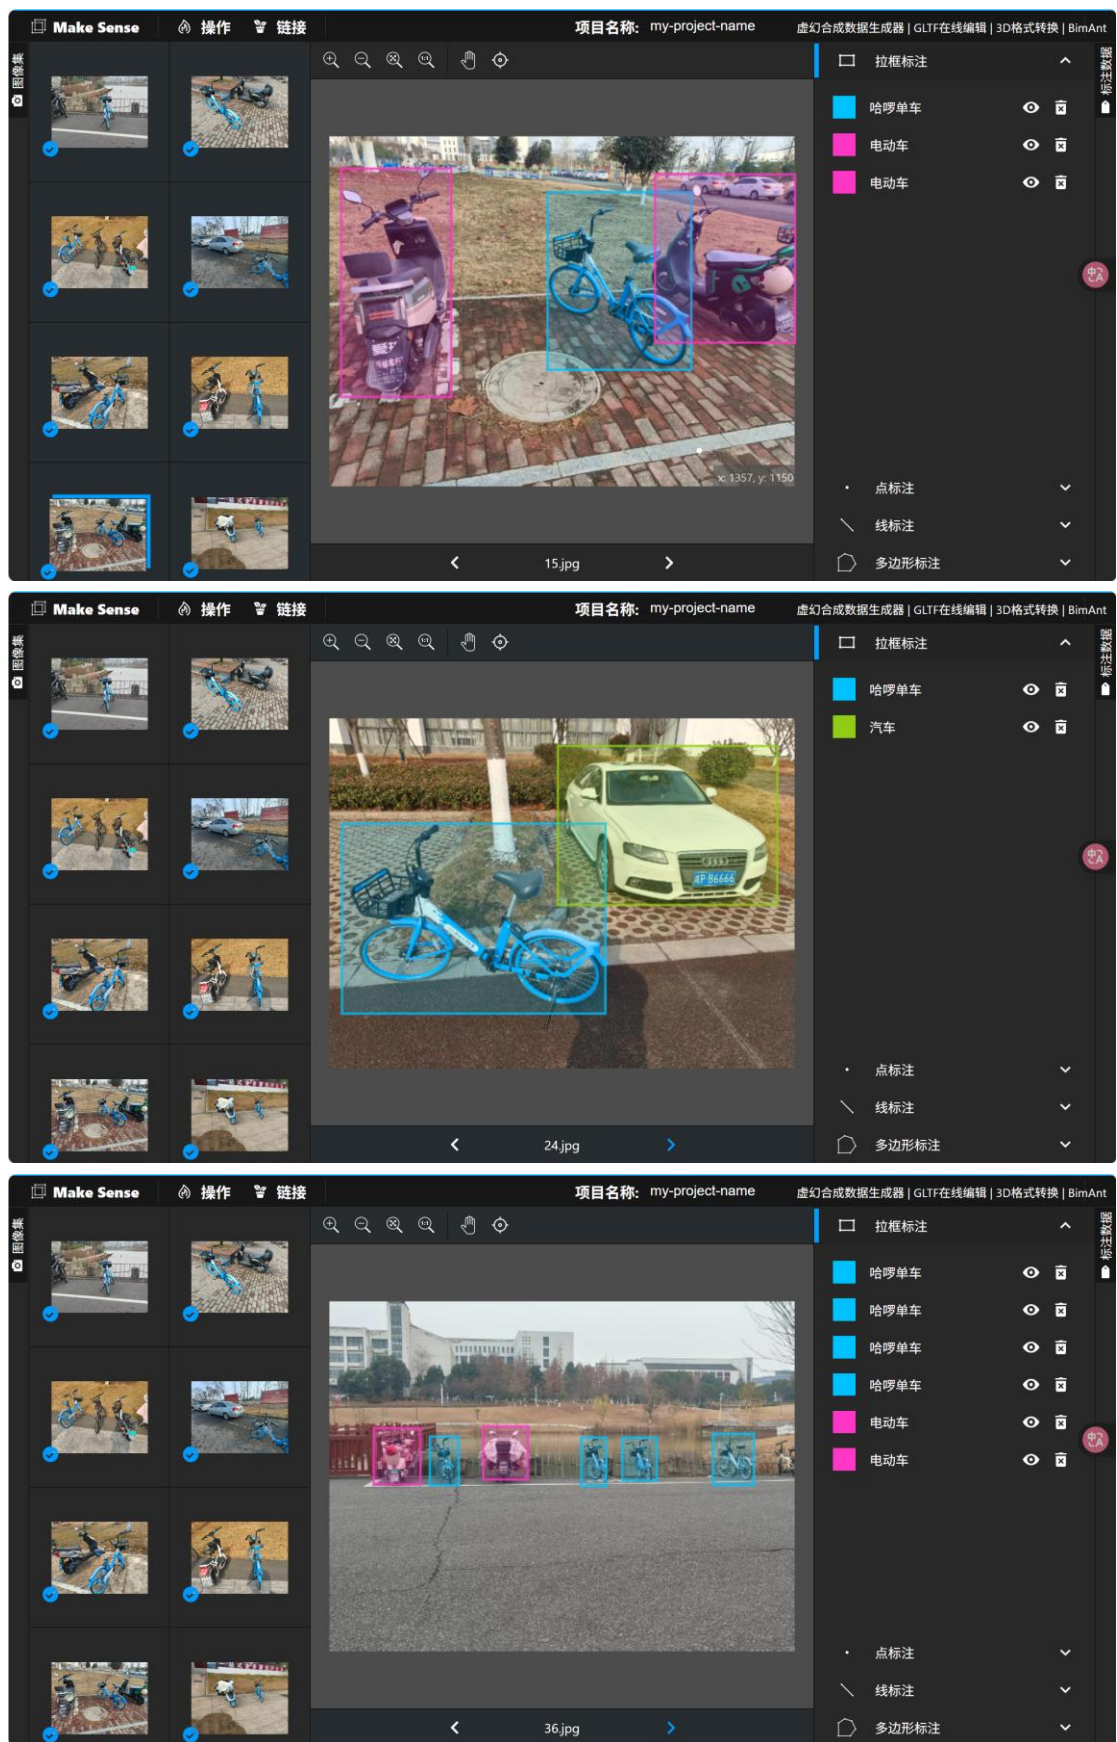 Make Sense 操作 链接 项目名称: my-project-name 虚幻合成数据生成器 | GLTF在线编辑 | 3D格式转换 | BimAnt
图像集
拉框标注
标注数据
哈啰单车
电动车
电动车
x: 1357, y: 1150
点标注
线标注
多边形标注
15.jpg
Make Sense 操作 链接 项目名称: my-project-name 虚幻合成数据生成器 | GLTF在线编辑 | 3D格式转换 | BimAnt
图像集
拉框标注
标注数据
哈啰单车
汽车
B6666
点标注
线标注
多边形标注
24.jpg
Make Sense 操作 链接 项目名称: my-project-name 虚幻合成数据生成器 | GLTF在线编辑 | 3D格式转换 | BimAnt
图像集
拉框标注
标注数据
哈啰单车
哈啰单车
哈啰单车
哈啰单车
电动车
电动车
点标注
线标注
多边形标注
36.jpg